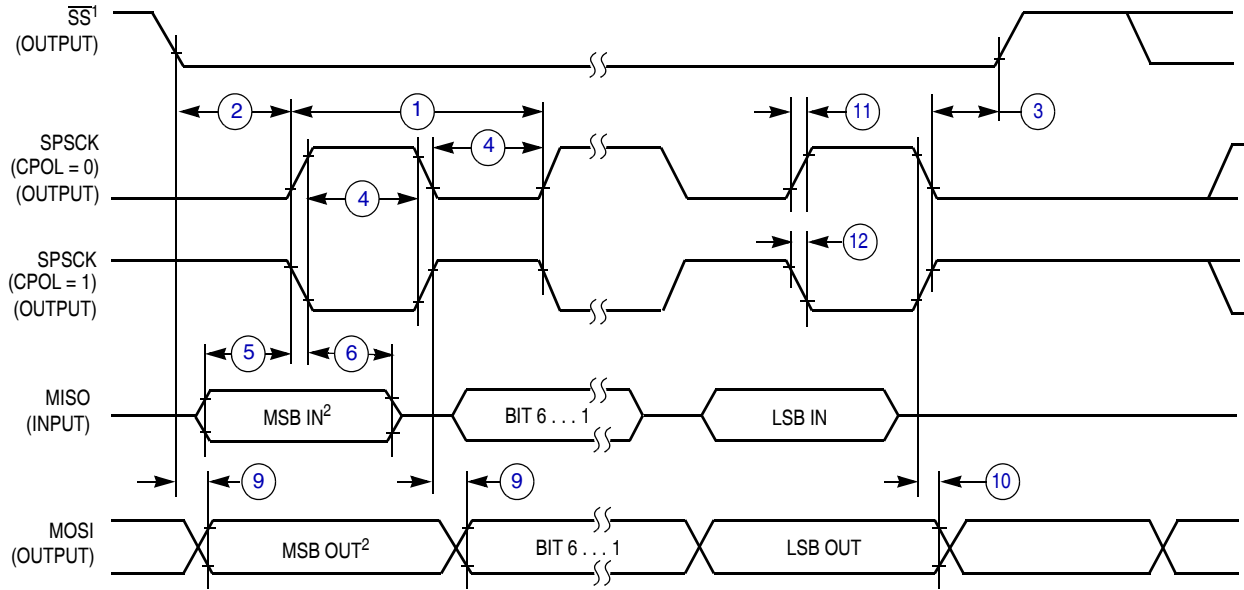 SS¹
(OUTPUT)
2
1
11
3
SPSCK
(CPOL = 0)
(OUTPUT)
4
4
12
SPSCK
(CPOL = 1)
(OUTPUT)
5
6
MISO
(INPUT)
MSB IN²
BIT 6 . . . 1
LSB IN
9
9
10
MOSI
(OUTPUT)
MSB OUT²
BIT 6 . . . 1
LSB OUT